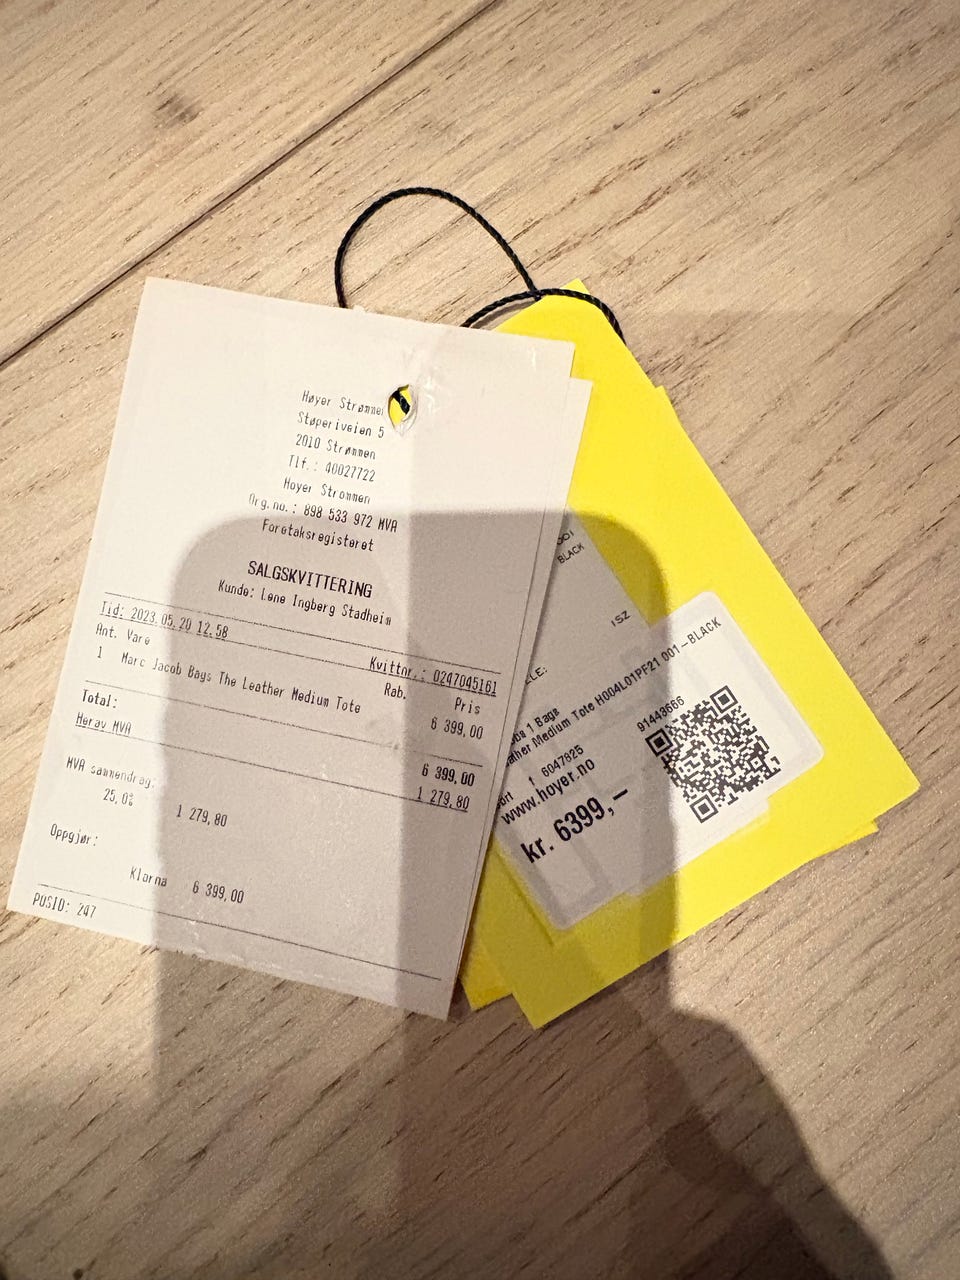 Høyer Strømmen
Støperiveien 5
2010 Strømmen
Tlf.: 40027722
Hoyer Strommen
Org.no.: 898 533 972 MVA
Foretaksregisteret
SALGSKVITTERING
Kunde: Lene Ingberg Stadheim
Tid: 2023.05.20 12.58 Kvittnr.: 0247045161
Ant. Vare Rab. Pris
1 Marc Jacob Bags The Leather Medium Tote 6 399,00
Total: 6 399,00
Herav MVA 1 279,80
MVA sammendrag:
25,0% 1 279,80
Oppgjør:
Klarna 6 399,00
POSID: 247
001
BLACK
1SZ
1 Bags
Medium Tote H004L01PF21 001-BLACK
91443666
1 6047825
www.hoyer.no
kr. 6399,-